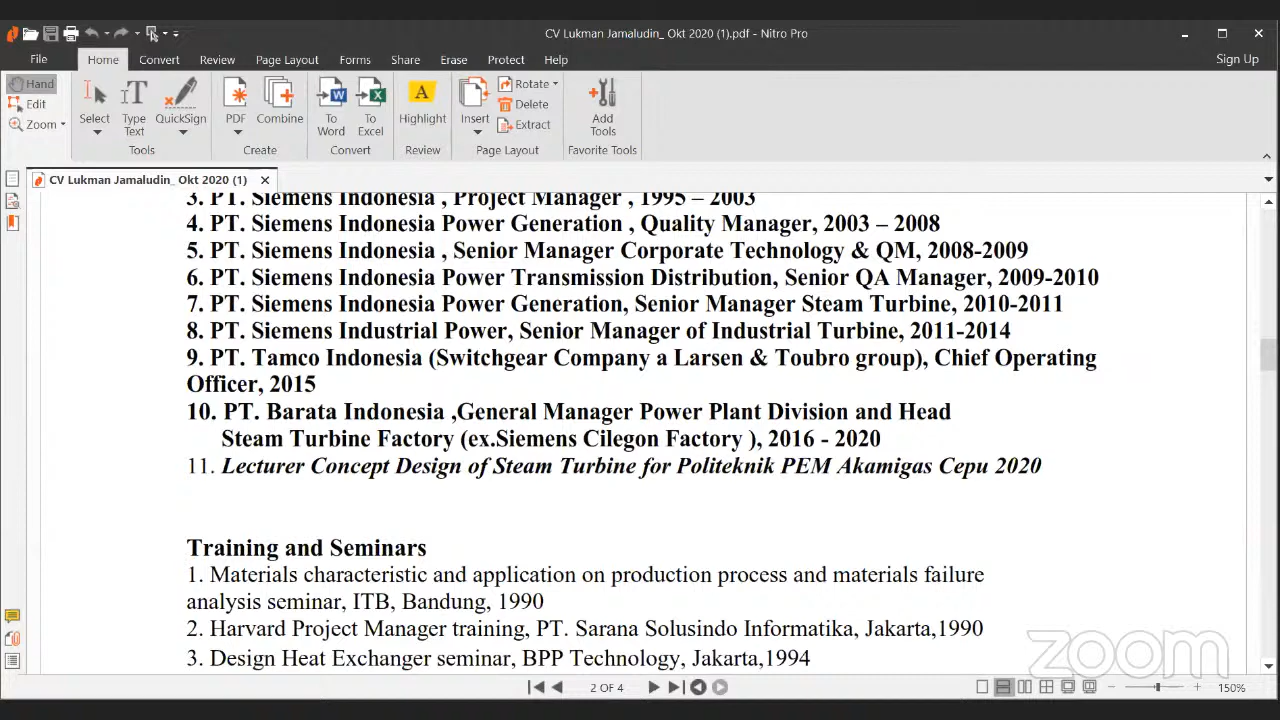 CV Lukman Jamaludin_ Okt 2020 (1).pdf - Nitro Pro
File Home Convert Review Page Layout Forms Share Erase Protect Help Sign Up
Hand
Edit
Zoom
Select
Type Text
QuickSign
Tools
PDF
Combine
Create
To Word
To Excel
Convert
Highlight
Review
Insert
Rotate
Delete
Extract
Page Layout
Add Tools
Favorite Tools
CV Lukman Jamaludin_ Okt 2020 (1)
3. PT. Siemens Indonesia , Project Manager , 1995 – 2003
4. PT. Siemens Indonesia Power Generation , Quality Manager, 2003 – 2008
5. PT. Siemens Indonesia , Senior Manager Corporate Technology & QM, 2008-2009
6. PT. Siemens Indonesia Power Transmission Distribution, Senior QA Manager, 2009-2010
7. PT. Siemens Indonesia Power Generation, Senior Manager Steam Turbine, 2010-2011
8. PT. Siemens Industrial Power, Senior Manager of Industrial Turbine, 2011-2014
9. PT. Tamco Indonesia (Switchgear Company a Larsen & Toubro group), Chief Operating
Officer, 2015
10. PT. Barata Indonesia ,General Manager Power Plant Division and Head
Steam Turbine Factory (ex.Siemens Cilegon Factory ), 2016 - 2020
11. Lecturer Concept Design of Steam Turbine for Politeknik PEM Akamigas Cepu 2020
Training and Seminars
1. Materials characteristic and application on production process and materials failure
analysis seminar, ITB, Bandung, 1990
2. Harvard Project Manager training, PT. Sarana Solusindo Informatika, Jakarta,1990
3. Design Heat Exchanger seminar, BPP Technology, Jakarta,1994
zoom
2 OF 4
150%